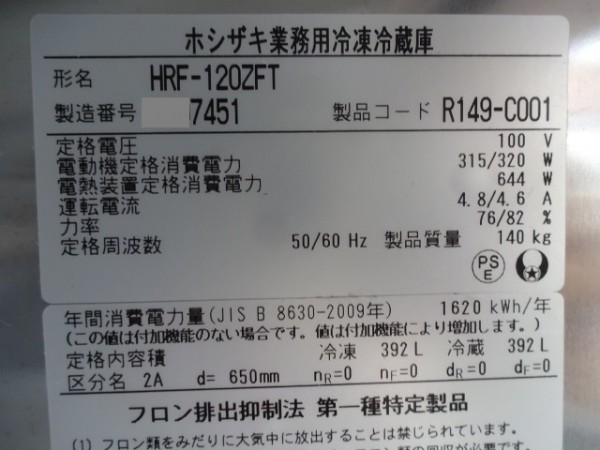 ホシザキ業務用冷凍冷蔵庫
形名 HRF-120ZFT
製造番号 7451 製品コード R149-C001
定格電圧 100 V
電動機定格消費電力 315/320 W
電熱装置定格消費電力 644 W
運転電流 4.8/4.6 A
力率 76/82 %
定格周波数 50/60 Hz 製品質量 140 kg
PS
E
年間消費電力量(JIS B 8630-2009年) 1620 kWh/年
(この値は付加機能のない場合です。値は付加機能により増加します。)
定格内容積 冷凍 392 L 冷蔵 392 L
区分名 2A d= 650mm nR=0 nF=0 dR=0 dF=0
フロン排出抑制法 第一種特定製品
(1) フロン類をみだりに大気中に放出することは禁じられています。